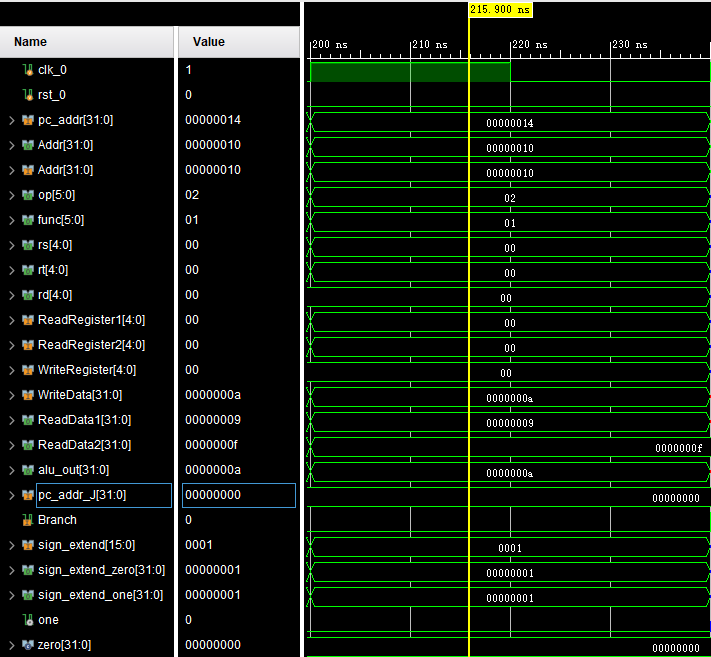 215.900 ns
Name Value 200 ns 210 ns 220 ns 230 ns
clk_0 1
rst_0 0
pc_addr[31:0] 00000014 00000014
Addr[31:0] 00000010 00000010
Addr[31:0] 00000010 00000010
op[5:0] 02 02
func[5:0] 01 01
rs[4:0] 00 00
rt[4:0] 00 00
rd[4:0] 00 00
ReadRegister1[4:0] 00 00
ReadRegister2[4:0] 00 00
WriteRegister[4:0] 00 00
WriteData[31:0] 0000000a 0000000a
ReadData1[31:0] 00000009 00000009
ReadData2[31:0] 0000000f 0000000f
alu_out[31:0] 0000000a 0000000a
pc_addr_J[31:0] 00000000 00000000
Branch 0
sign_extend[15:0] 0001 0001
sign_extend_zero[31:0] 00000001 00000001
sign_extend_one[31:0] 00000001 00000001
one 0
zero[31:0] 00000000 00000000